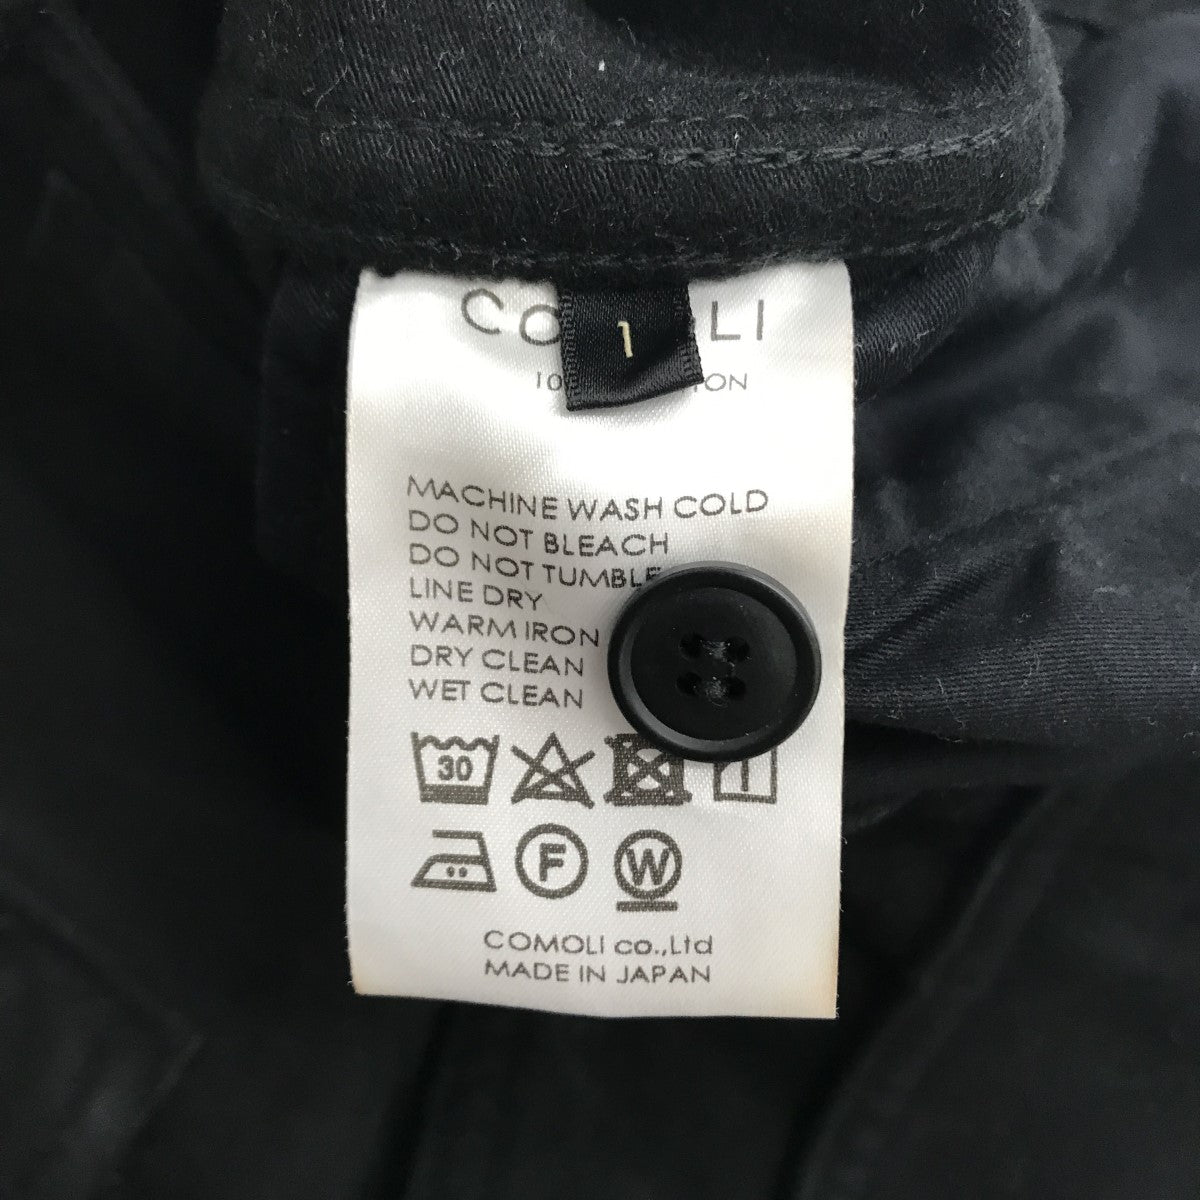 1
MACHINE WASH COLD
DO NOT BLEACH
DO NOT TUMBLE
LINE DRY
WARM IRON
DRY CLEAN
WET CLEAN
30
F
W
COMOLI co.,Ltd
MADE IN JAPAN